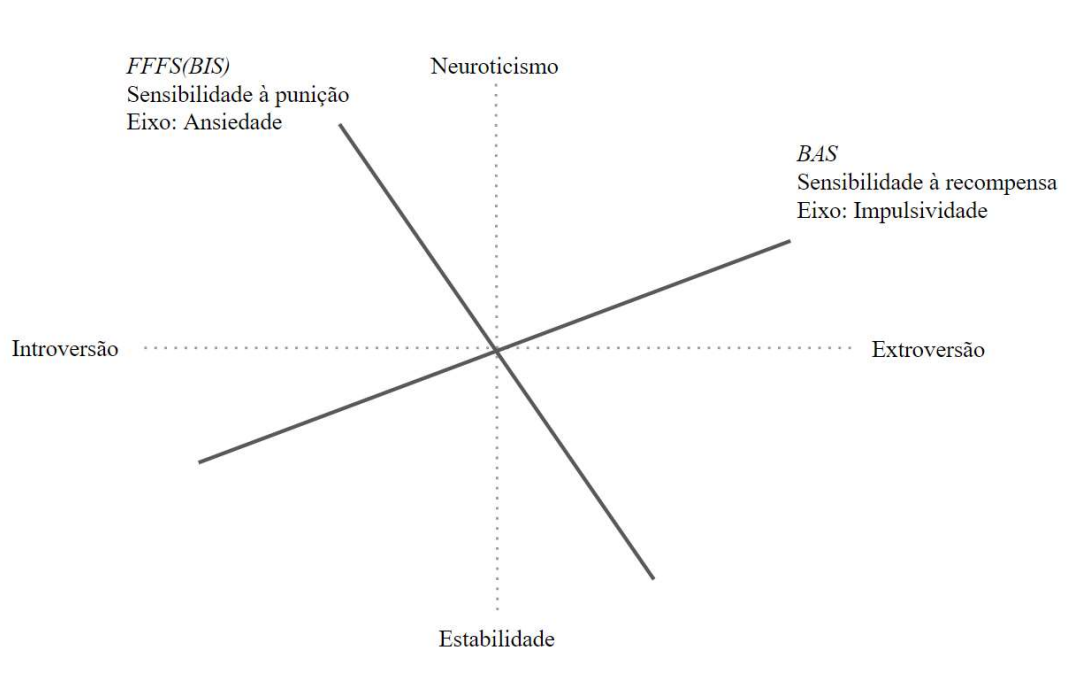 FFFS(BIS)
Sensibilidade à punição
Eixo: Ansiedade
Neuroticismo
BAS
Sensibilidade à recompensa
Eixo: Impulsividade
Introversão
Extroversão
Estabilidade